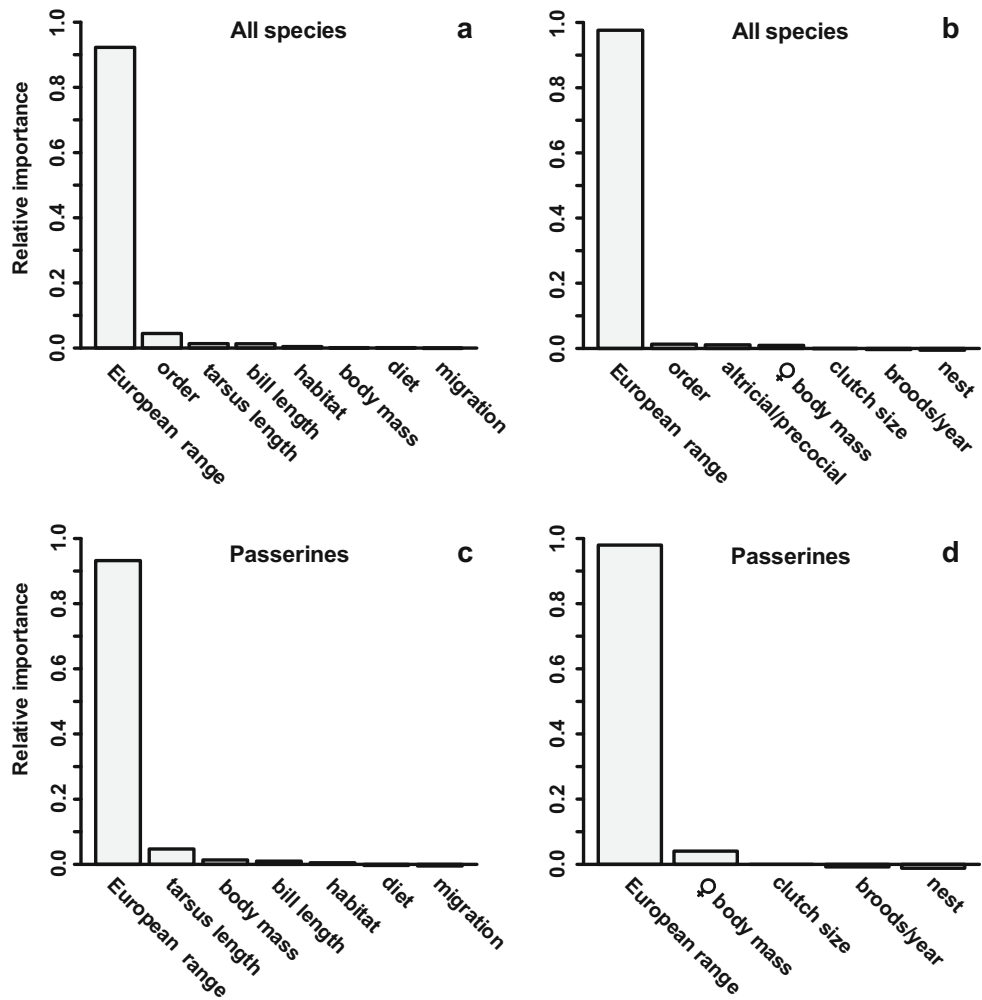 All species
a
Relative importance
1.0
0.8
0.6
0.4
0.2
0.0
European range
order
tarsus length
bill length
habitat
body mass
diet
migration
All species
b
1.0
0.8
0.6
0.4
0.2
0.0
European range
order
altricial/precocial
♀ body mass
clutch size
broods/year
nest
Passerines
c
Relative importance
1.0
0.8
0.6
0.4
0.2
0.0
European range
tarsus length
body mass
bill length
habitat
diet
migration
Passerines
d
1.0
0.8
0.6
0.4
0.2
0.0
European range
♀ body mass
clutch size
broods/year
nest